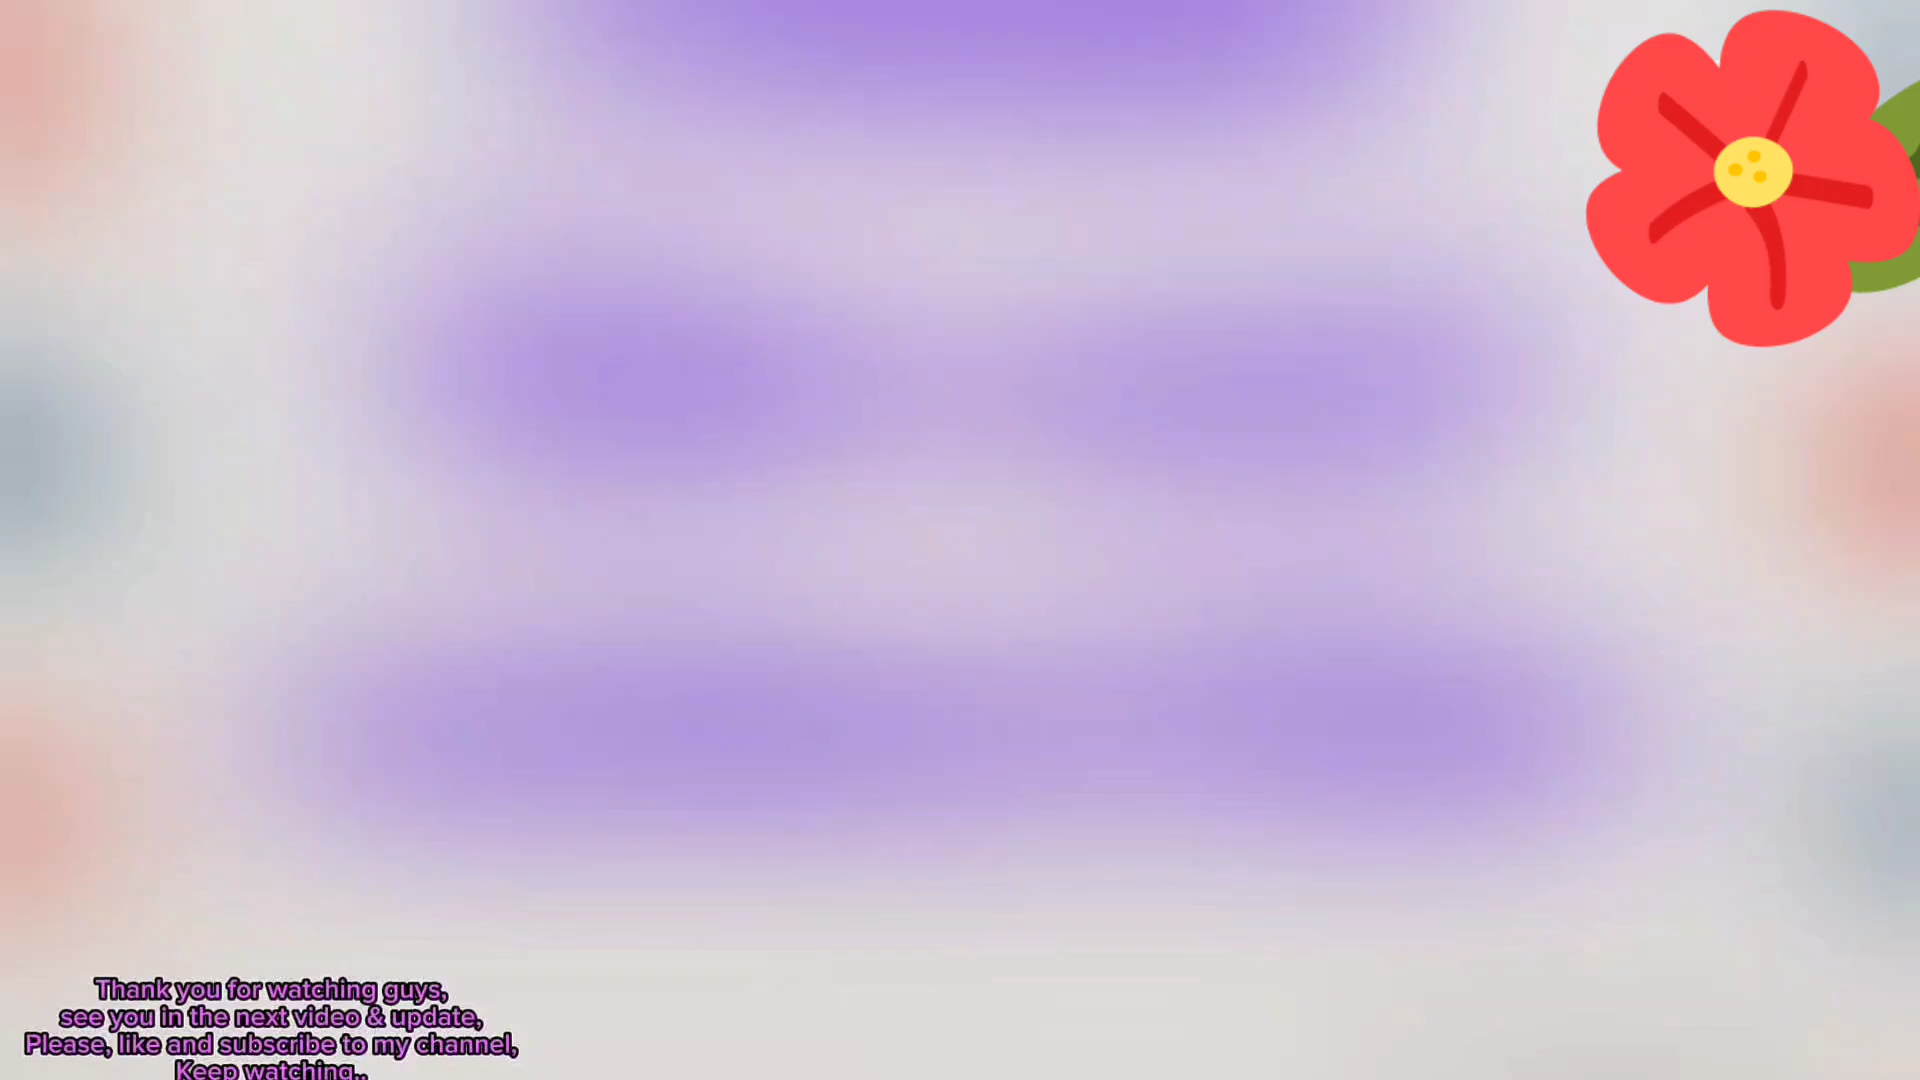 Thank you for watching guys,
see you in the next video & update,
Please, like and subscribe to my channel,
Keep watching..